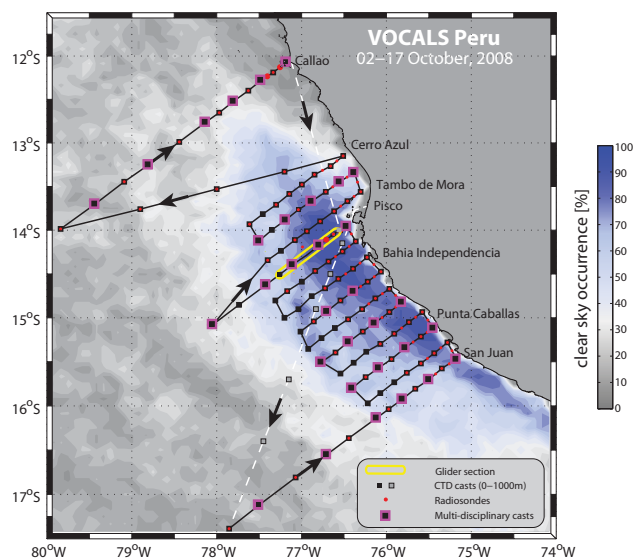 VOCALS Peru
02−17 October, 2008
12°S
Callao
13°S
Cerro Azul
Tambo de Mora
Pisco
14°S
Bahia Independencia
15°S
Punta Caballas
San Juan
16°S
17°S
Glider section
CTD casts (0−1000m)
Radiosondes
Multi-disciplinary casts
80°W
79°W
78°W
77°W
76°W
75°W
74°W
100
90
80
70
60
50
40
30
20
10
0
clear sky occurrence [%]